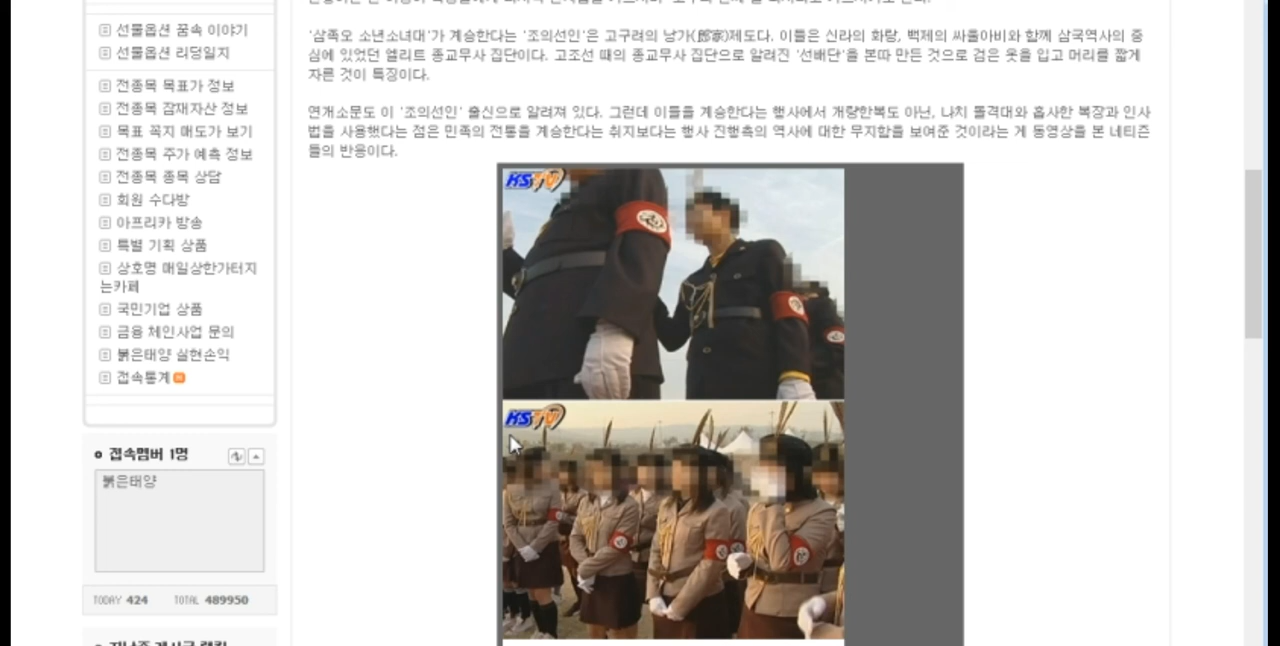 선물옵션 꿈속 이야기
선물옵션 리딩일지
전종목 목표가 정보
전종목 잠재자산 정보
목표 꼭지 매도가 보기
전종목 주가 예측 정보
전종목 종목 상담
회원 수다방
아프리카 방송
특별 기획 상품
상호명 매일상한가터지
는카페
국민기업 상품
금융 체인사업 문의
붉은태양 실현손익
접속통계
접속멤버 1명
붉은태양
TODAY 424 TOTAL 489950
'삼족오 소년소녀대'가 계승한다는 '조의선인'은 고구려의 낭가(郎家)제도다. 이들은 신라의 화랑, 백제의 싸울아비와 함께 삼국역사의 중
심에 있었던 엘리트 종교무사 집단이다. 고조선 때의 종교무사 집단으로 알려진 '선배단'을 본따 만든 것으로 검은 옷을 입고 머리를 짧게
자른 것이 특징이다.
연개소문도 이 '조의선인' 출신으로 알려져 있다. 그런데 이들을 계승한다는 행사에서 개량한복도 아닌, 나치 돌격대와 흡사한 복장과 인사
법을 사용했다는 점은 민족의 전통을 계승한다는 취지보다는 행사 진행측의 역사에 대한 무지함을 보여준 것이라는 게 동영상을 본 네티즌
들의 반응이다.
KSTV
KSTV